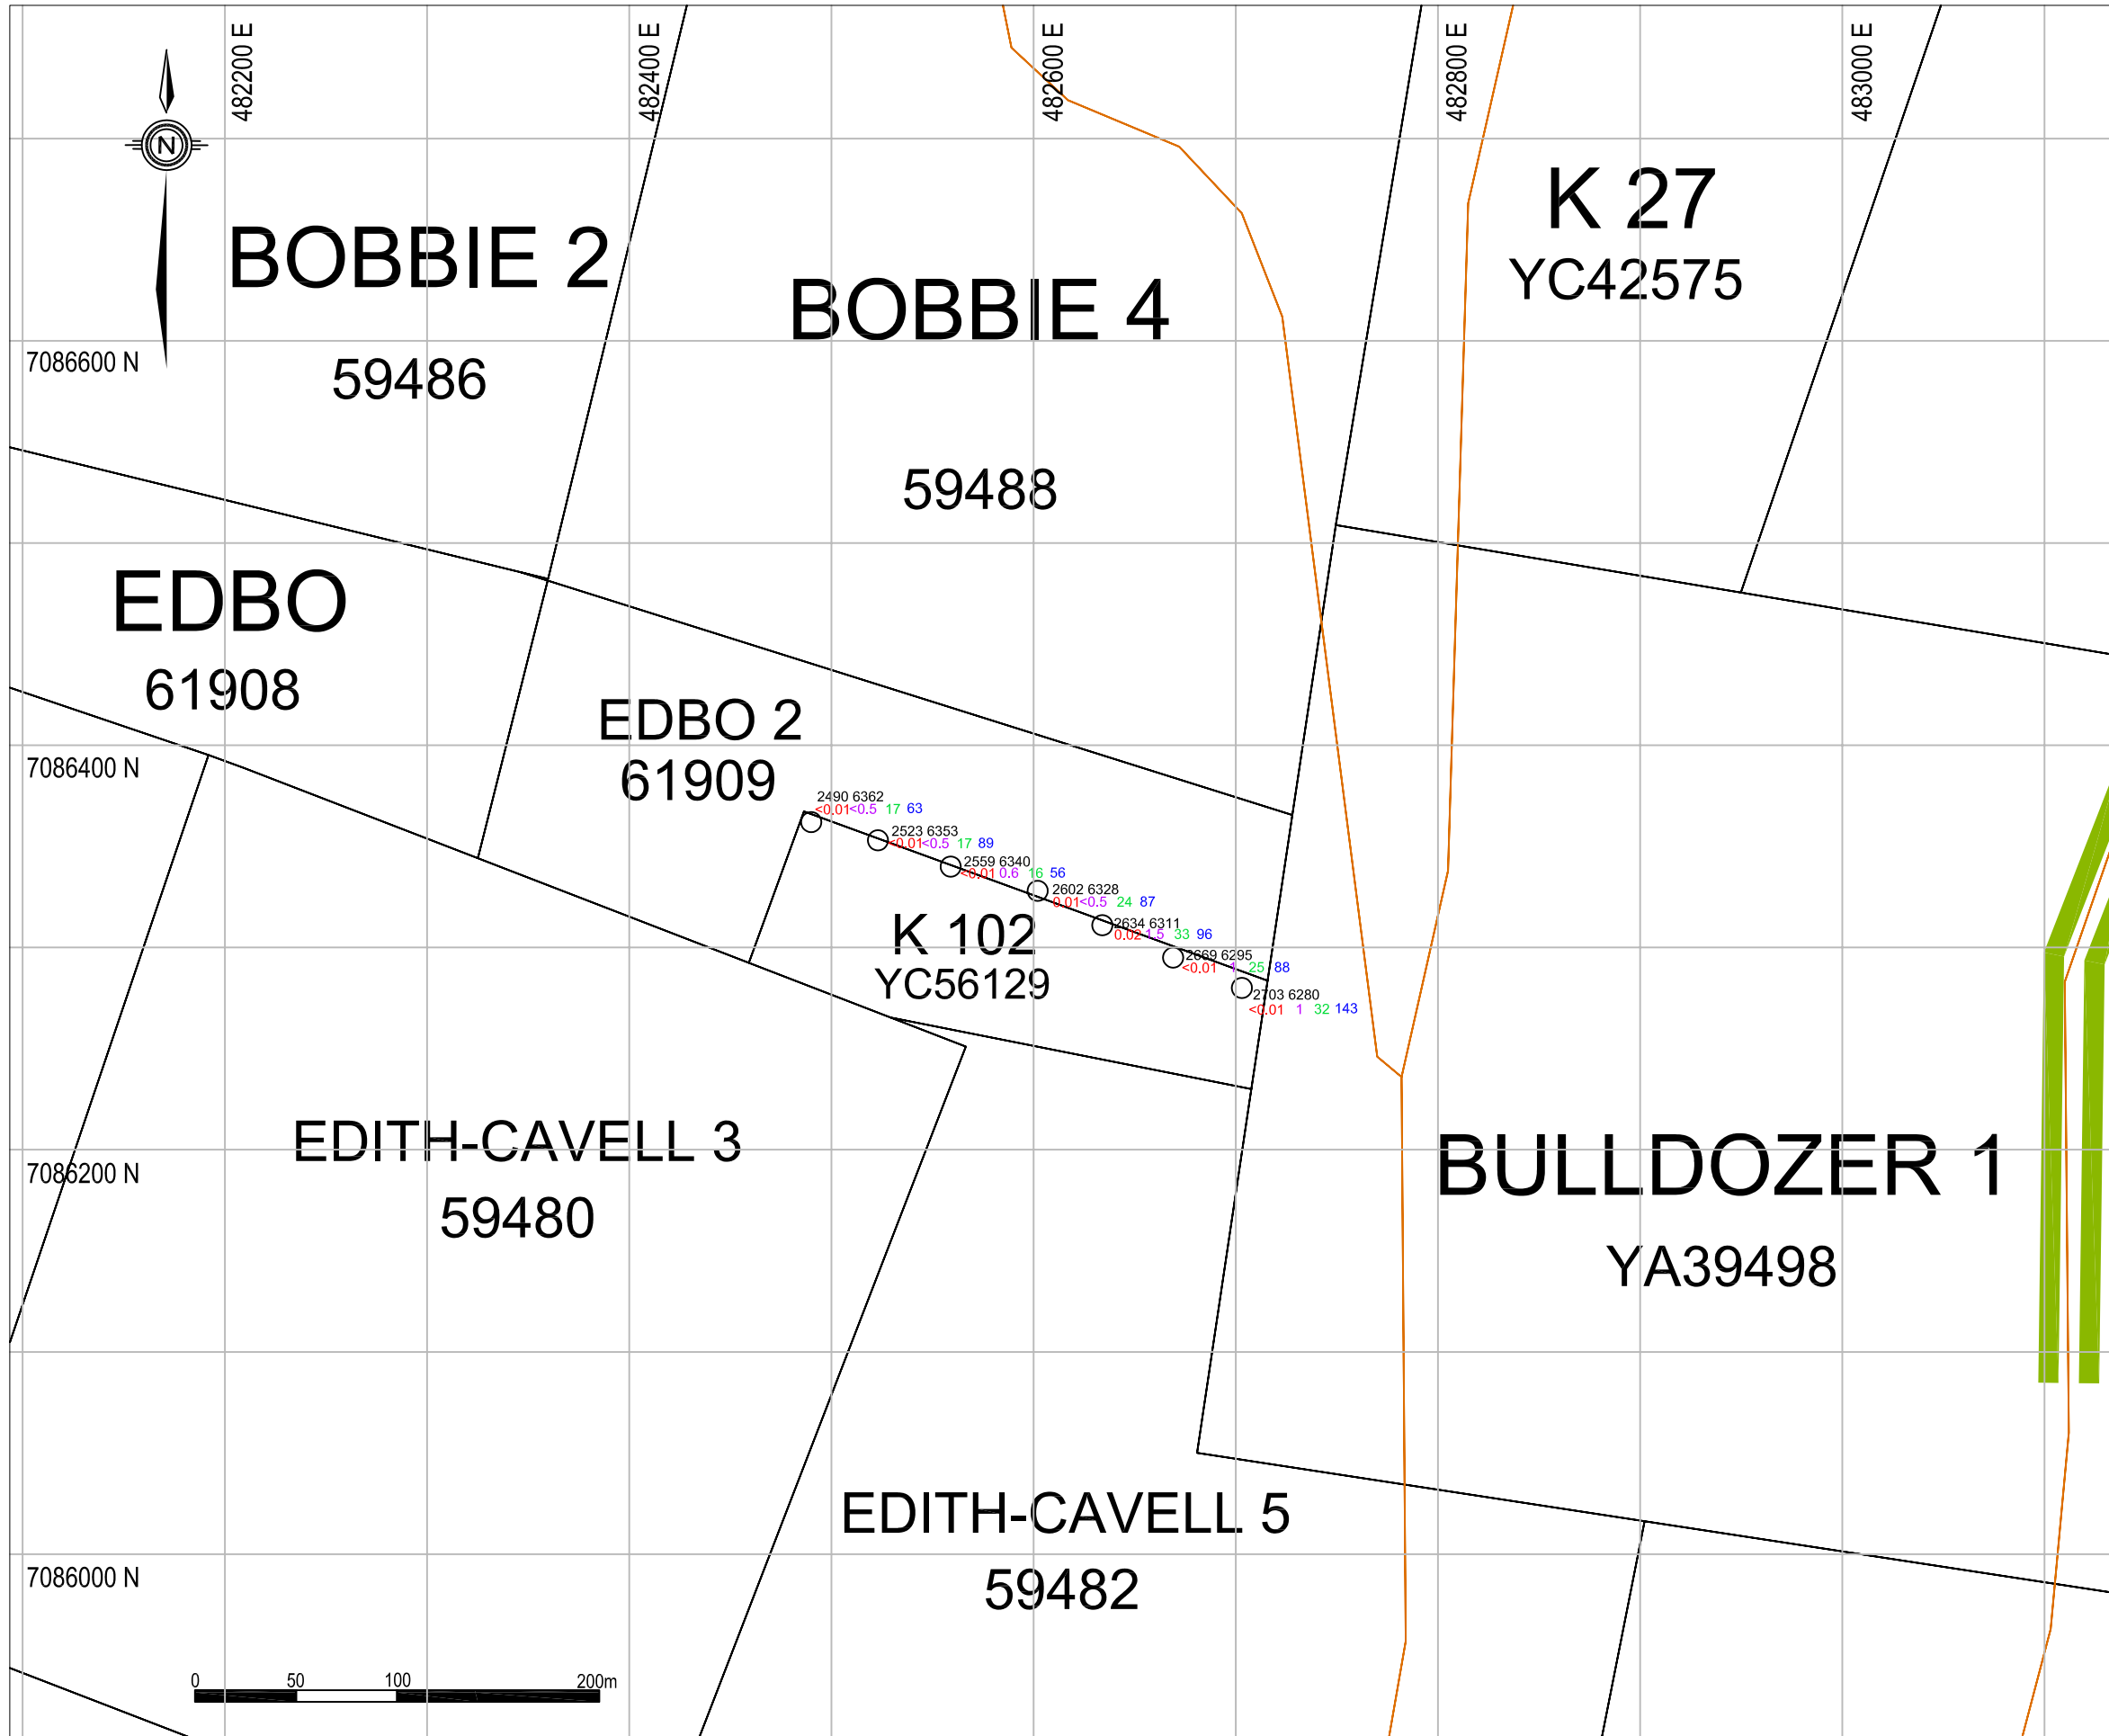 482200 E
482400 E
482600 E
482800 E
483000 E
N
K 27
YC42575
BOBBIE 2
59486
BOBBIE 4
59488
7086600 N
EDBO
61908
EDBO 2
61909
7086400 N
2490 6362
<0.01 <0.5 17 63
2523 6353
<0.01 <0.5 17 89
2559 6340
<0.01 0.6 16 56
2602 6328
0.01 <0.5 24 87
2634 6311
0.02 1.5 33 96
2669 6295
<0.01 1 25 88
2703 6280
<0.01 1 32 143
K 102
YC56129
EDITH-CAVELL 3
59480
7086200 N
BULLDOZER 1
YA39498
EDITH-CAVELL 5
59482
7086000 N
0 50 100 200m